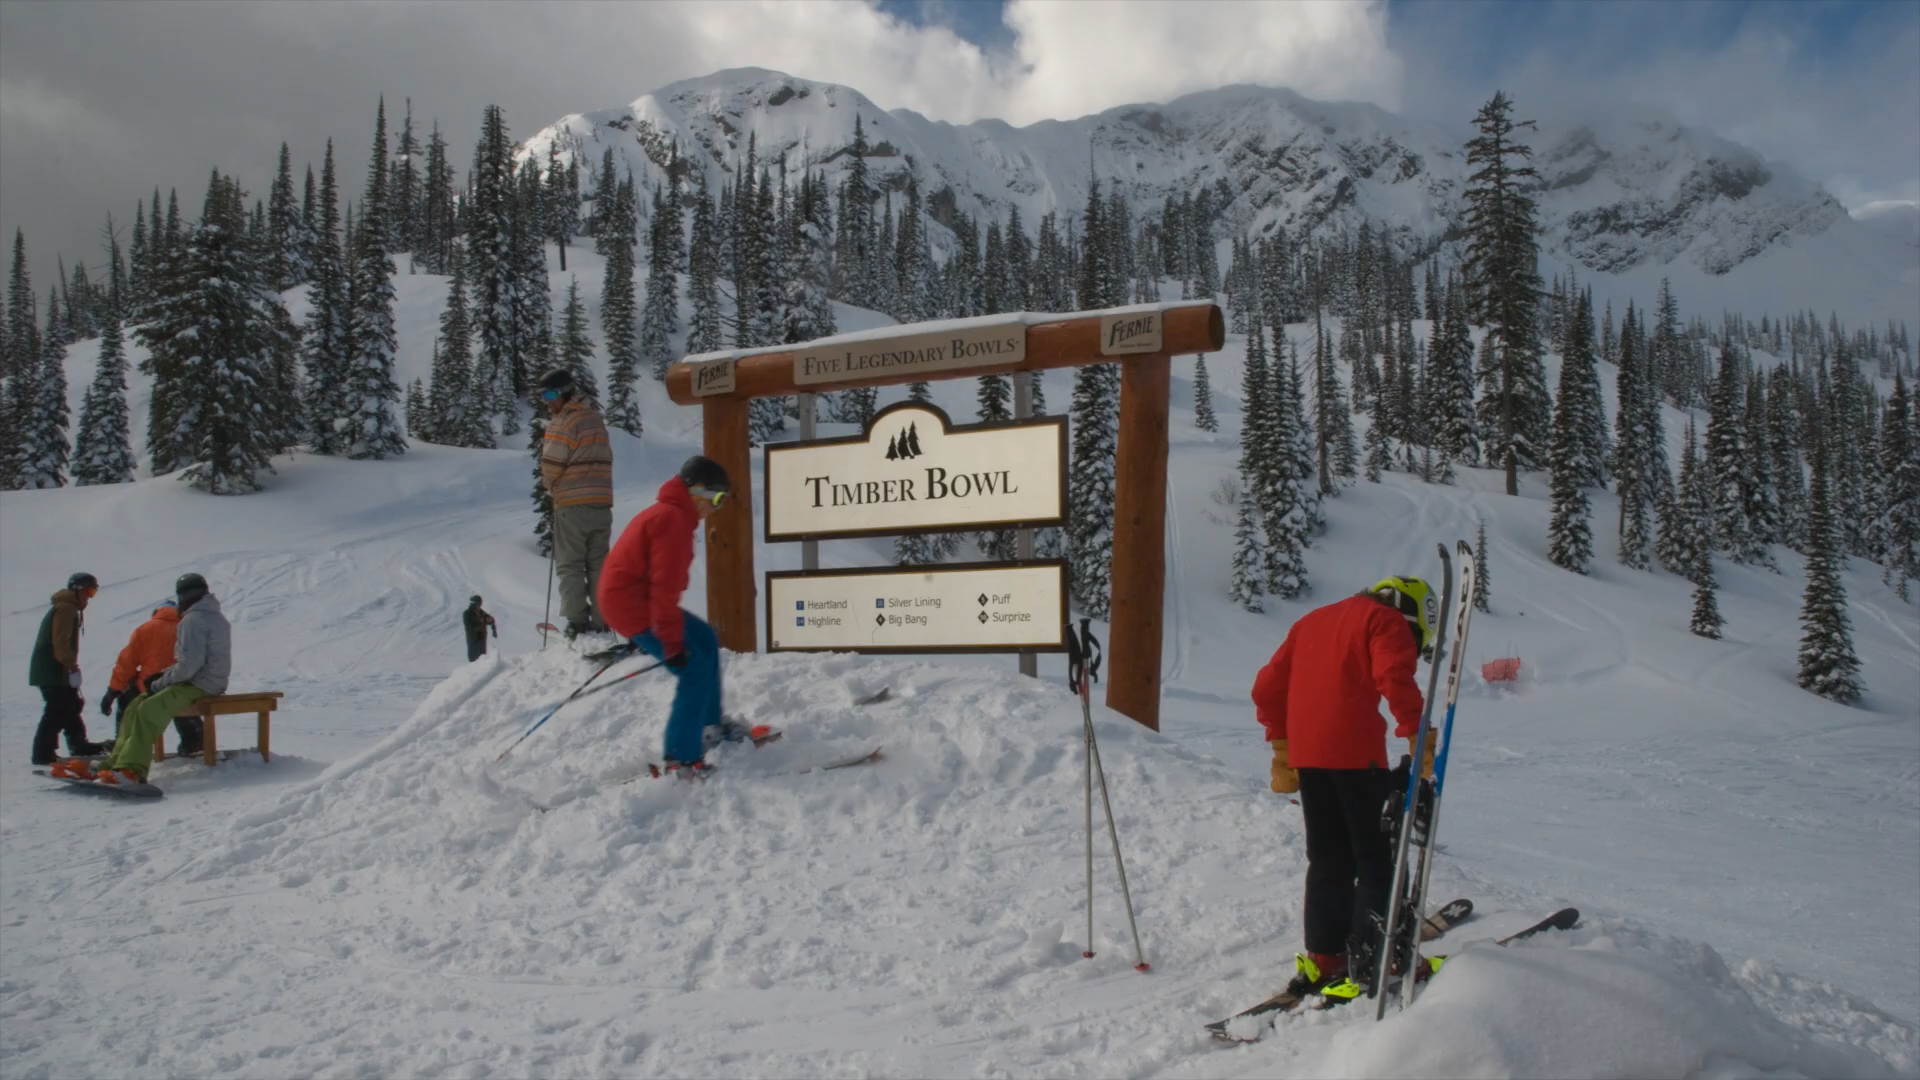 FERNIE
FIVE LEGENDARY BOWLS
FERNIE
TIMBER BOWL
Heartland
Silver Lining
Puff
Highline
Big Bang
Surprize